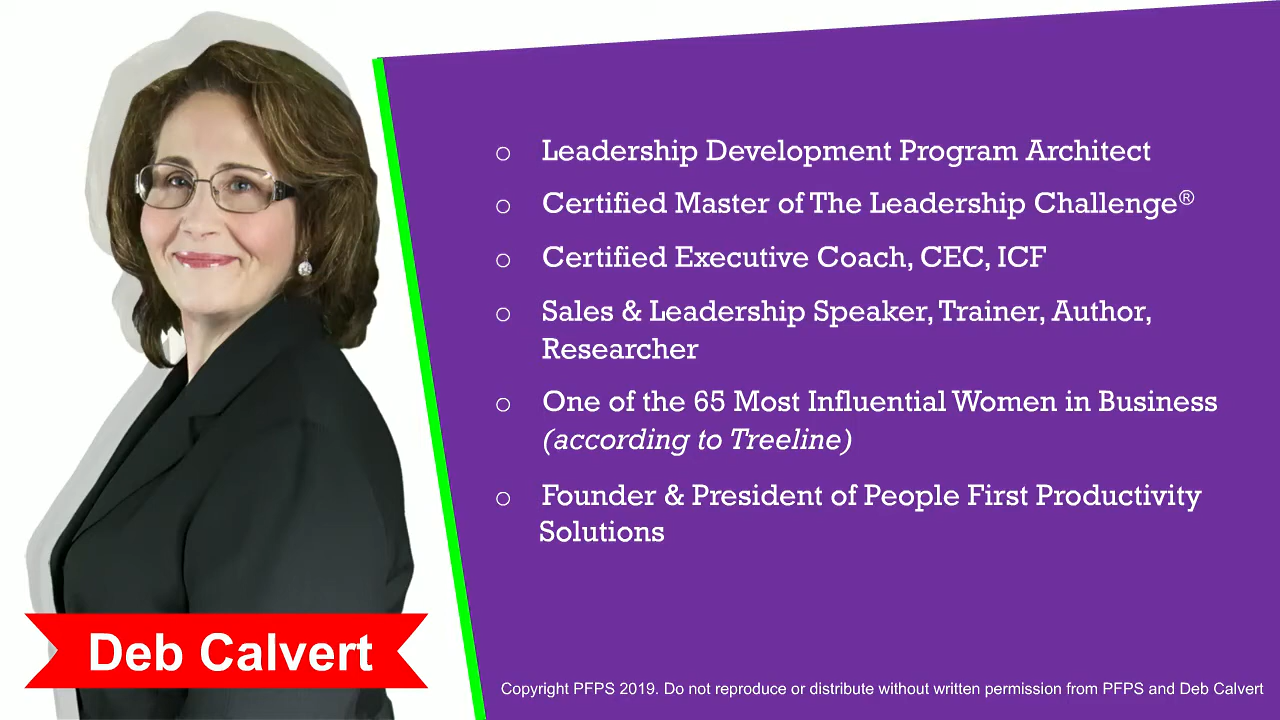 o Leadership Development Program Architect
o Certified Master of The Leadership Challenge®
o Certified Executive Coach, CEC, ICF
o Sales & Leadership Speaker, Trainer, Author,
Researcher
o One of the 65 Most Influential Women in Business
(according to Treeline)
o Founder & President of People First Productivity
Solutions
Deb Calvert
Copyright PFPS 2019. Do not reproduce or distribute without written permission from PFPS and Deb Calvert